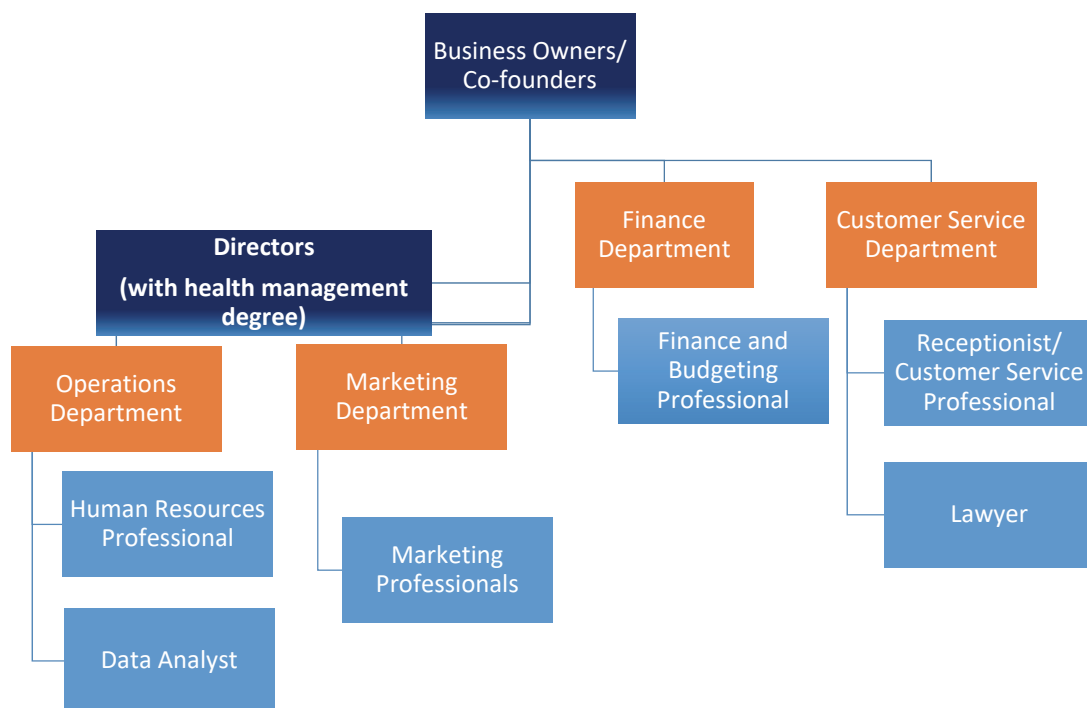 Business Owners/
Co-founders
Directors
(with health management
degree)
Finance
Department
Customer Service
Department
Operations
Department
Marketing
Department
Finance and
Budgeting
Professional
Receptionist/
Customer Service
Professional
Human Resources
Professional
Marketing
Professionals
Lawyer
Data Analyst